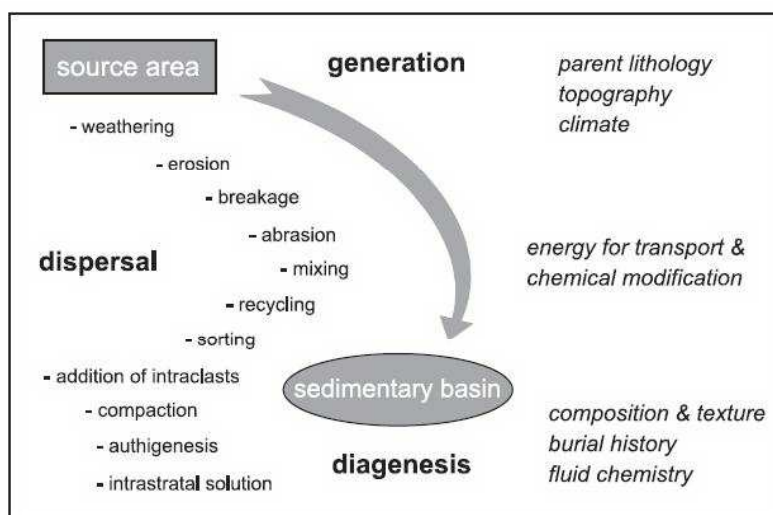 source area
generation
parent lithology
topography
climate
- weathering
- erosion
- breakage
- abrasion
dispersal
energy for transport &
chemical modification
- mixing
- recycling
- sorting
- addition of intraclasts
sedimentary basin
- compaction
composition & texture
- authigenesis
burial history
diagenesis
- intrastratal solution
fluid chemistry